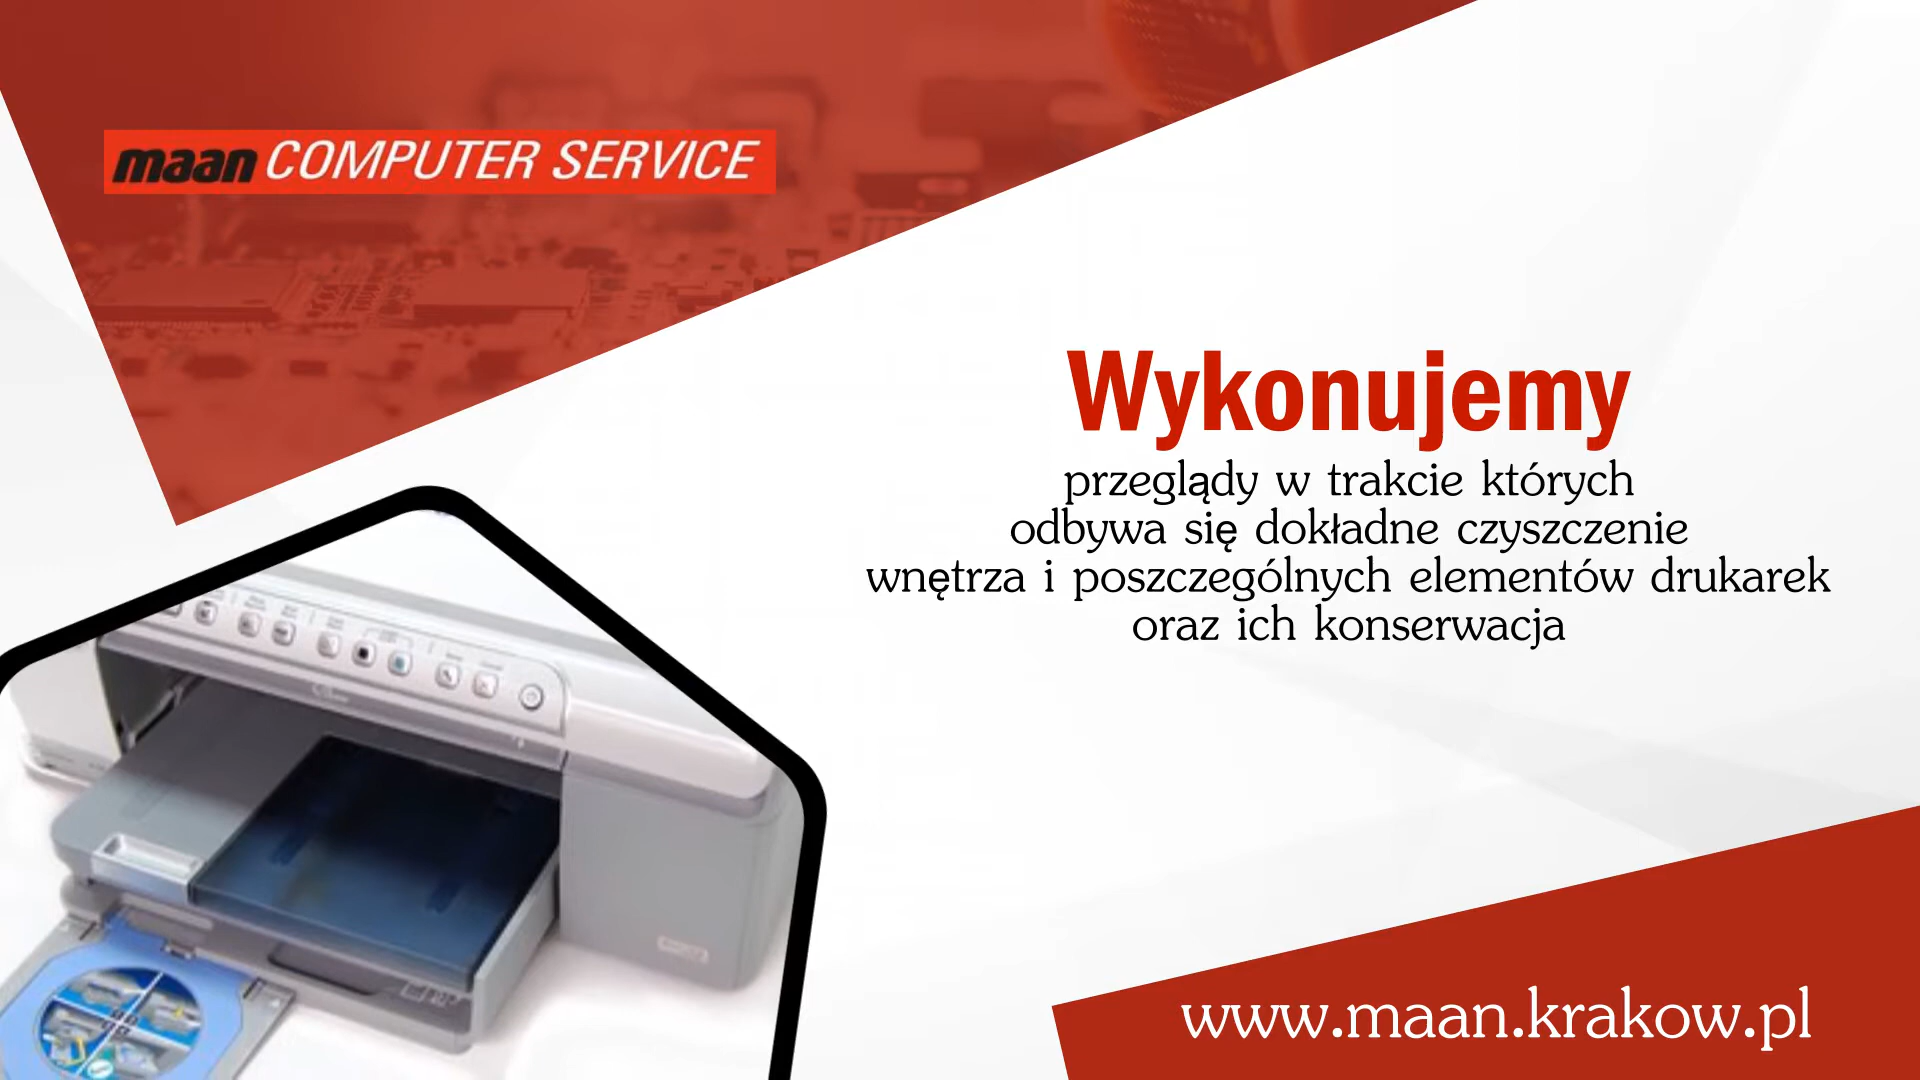 maan COMPUTER SERVICE
Wykonujemy
przeglądy w trakcie których
odbywa się dokładne czyszczenie
wnętrza i poszczególnych elementów drukarek
oraz ich konserwacja
www.maan.krakow.pl